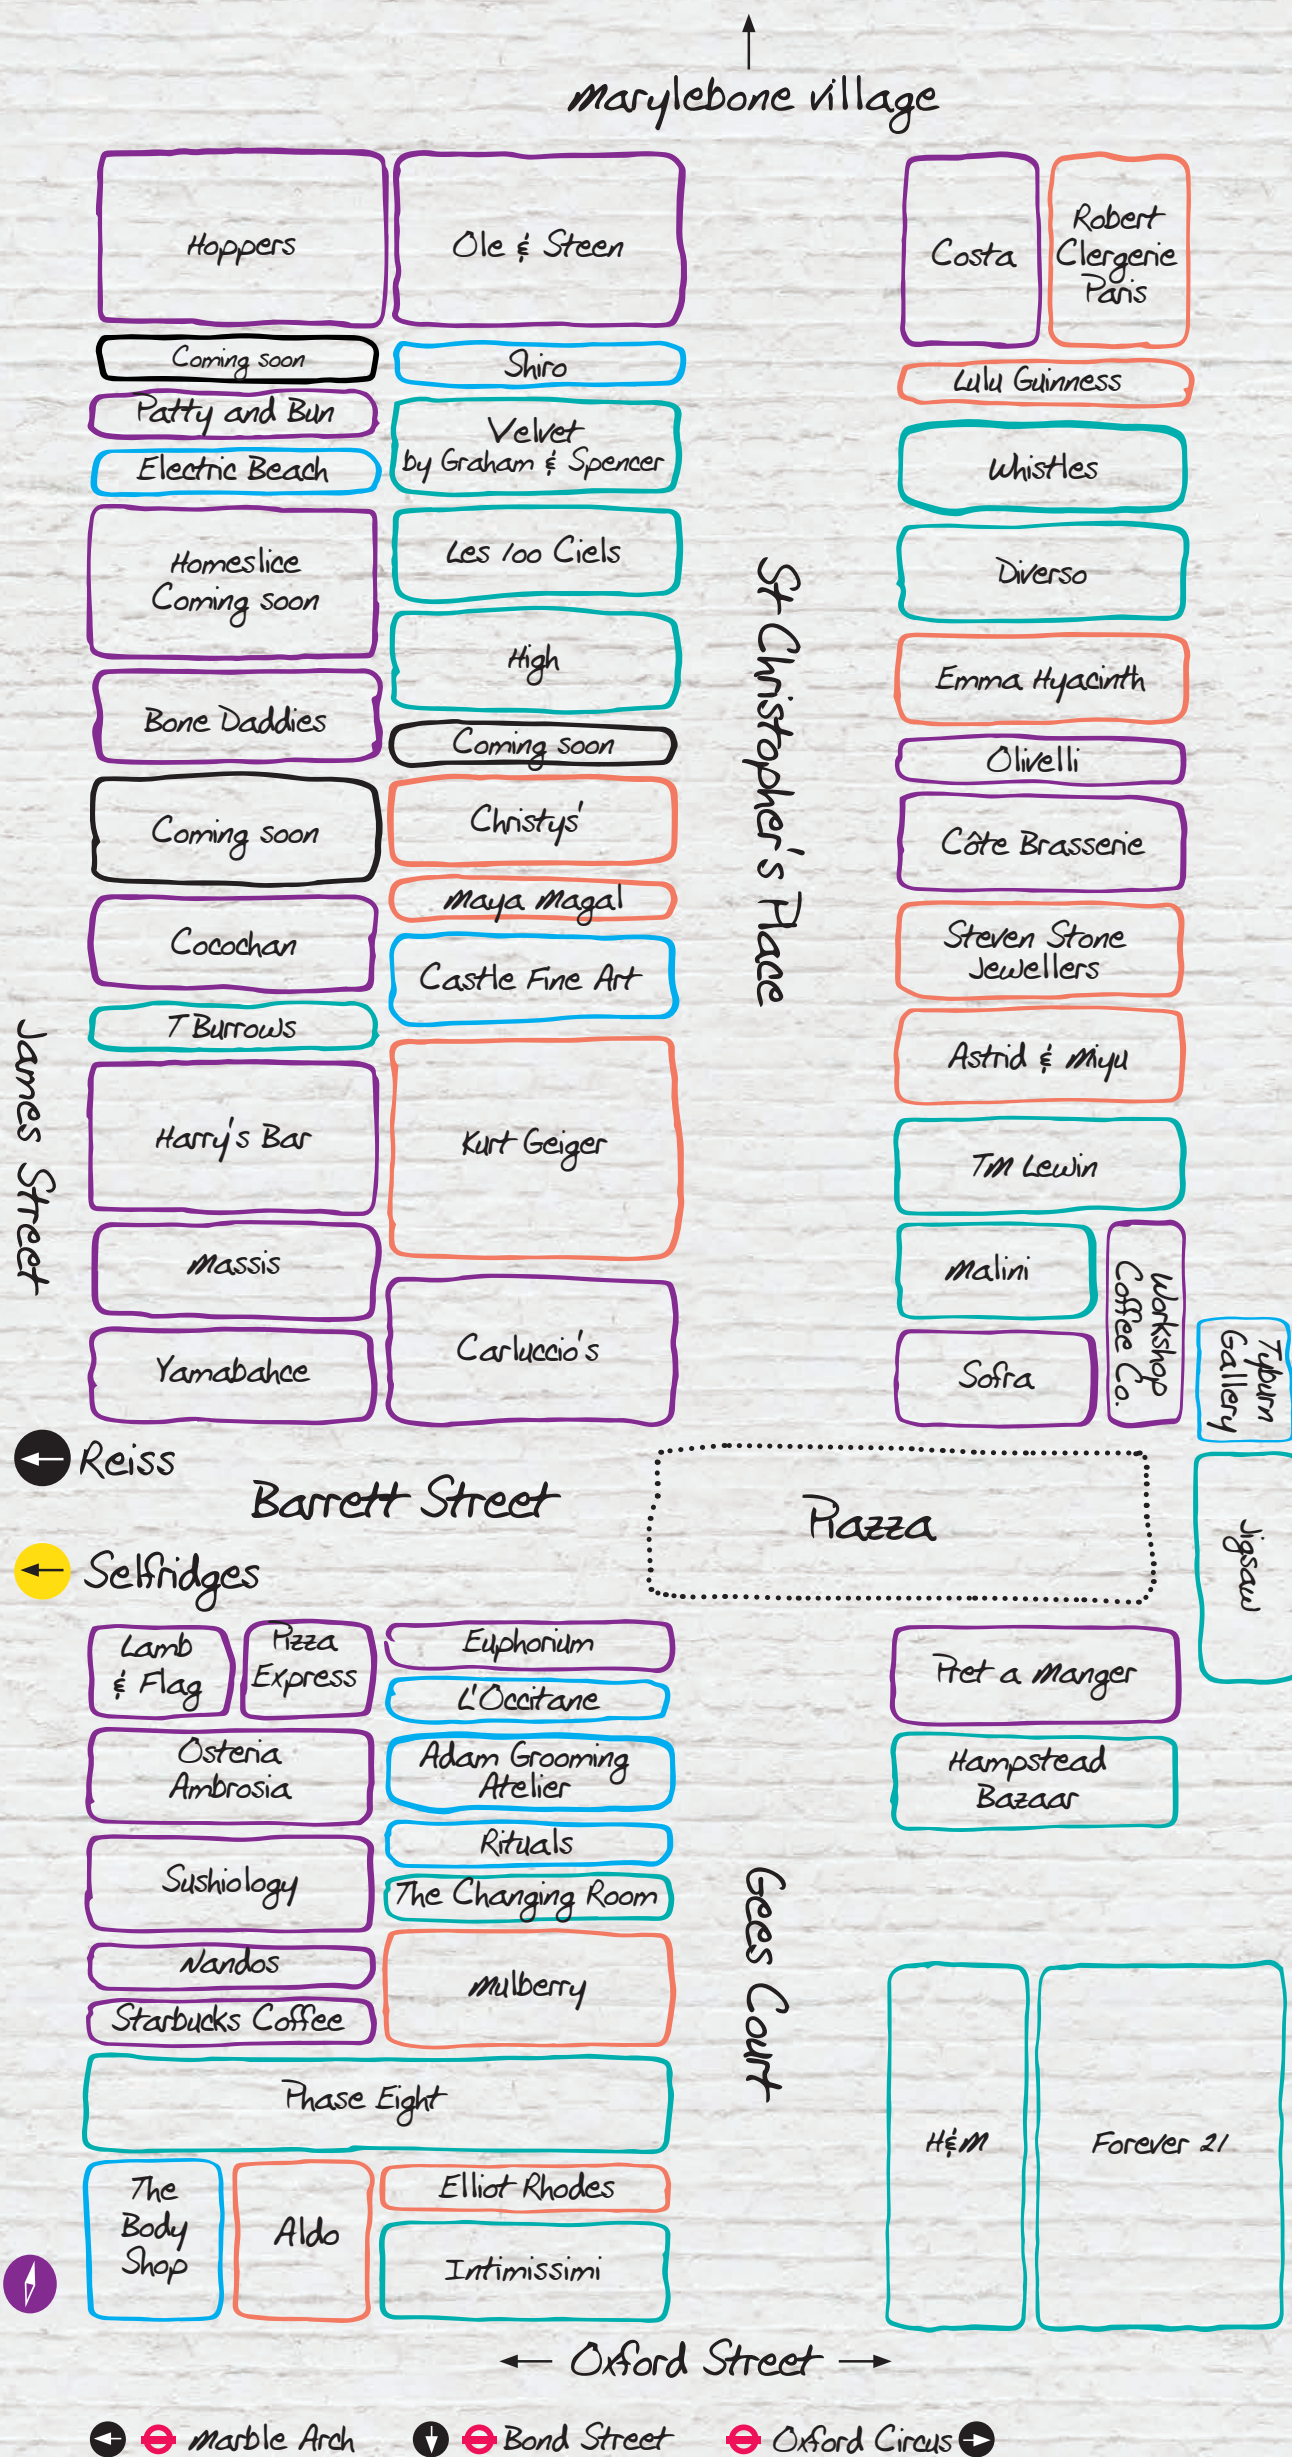 Marylebone village
Hoppers
Ole & Steen
Costa
Robert
Clergerie
Paris
Coming soon
Shiro
Lulu Guinness
Patty and Bun
Velvet
by Graham & Spencer
Electric Beach
Whistles
Homeslice
Coming soon
Les 100 Ciels
Diverso
High
Emma Hyacinth
Bone Daddies
Coming soon
Olivelli
Coming soon
Christys'
Côte Brasserie
Maya Magal
Cocochan
Castle Fine Art
Steven Stone
Jewellers
St Christopher's Place
T Burrows
Astrid & Miyu
James Street
Harry's Bar
Kurt Geiger
TM Lewin
Massis
Malini
Workshop
Coffee Co.
Yamabahce
Carluccio's
Sofra
Tyburn
Gallery
Reiss
Barrett Street
Piazza
Jigsaw
Selfridges
Lamb
& Flag
Pizza
Express
Euphorium
L'Occitane
Pret a Manger
Osteria
Ambrosia
Adam Grooming
Atelier
Hampstead
Bazaar
Rituals
Sushiology
The Changing Room
Gees Court
Nandos
Mulberry
Starbucks Coffee
Phase Eight
H&M
Forever 21
The
Body
Shop
Aldo
Elliot Rhodes
Intimissimi
Oxford Street
Marble Arch
Bond Street
Oxford Circus